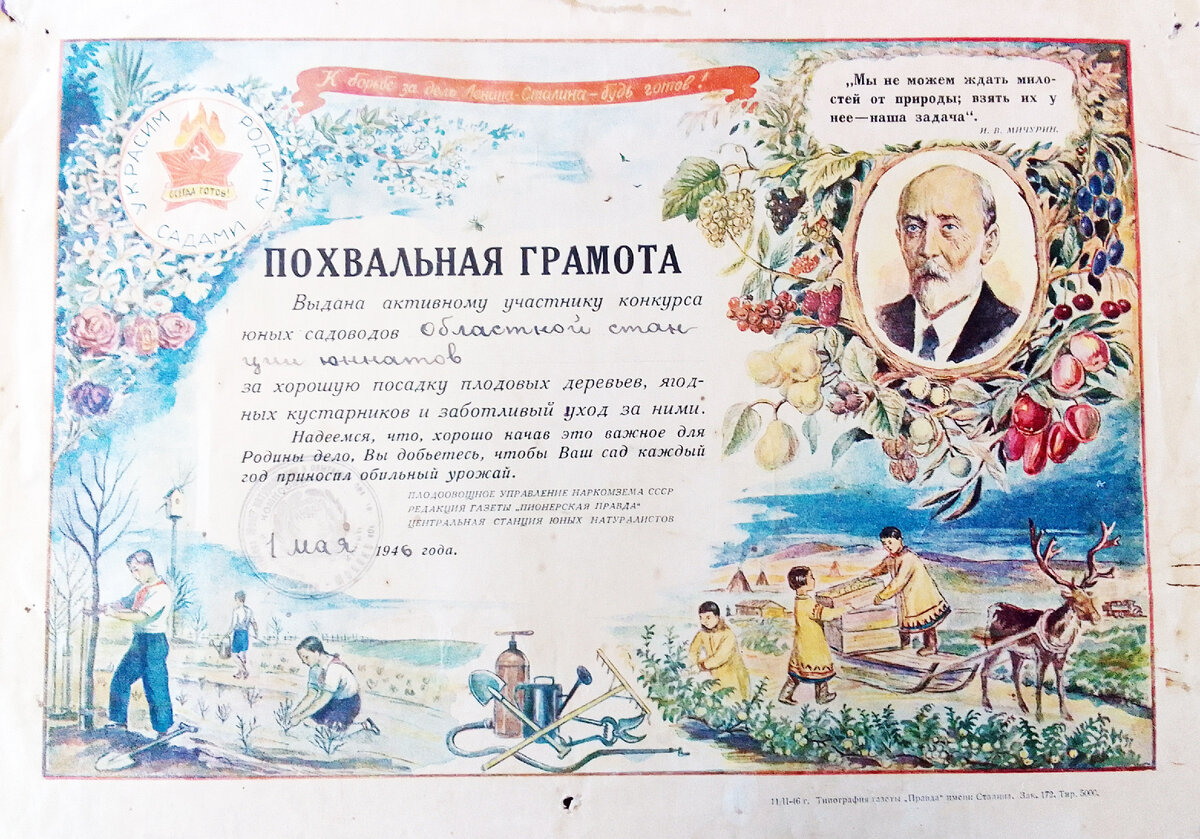 К борьбе за дело Ленина-Сталина-будь готов!
УКРАСИМ РОДИНУ САДАМИ
ВСЕГДА ГОТОВ!
„Мы не можем ждать мило-
стей от природы; взять их у
нее—наша задача“.
И. В. МИЧУРИН.
ПОХВАЛЬНАЯ ГРАМОТА
Выдана активному участнику конкурса
юных садоводов Областной стан
ции юннатов
за хорошую посадку плодовых деревьев, ягод-
ных кустарников и заботливый уход за ними.
Надеемся, что, хорошо начав это важное для
Родины дело, Вы добьетесь, чтобы Ваш сад каждый
год приносил обильный урожай.
ПЛОДООВОЩНОЕ УПРАВЛЕНИЕ НАРКОМЗЕМА СССР
РЕДАКЦИЯ ГАЗЕТЫ „ПИОНЕРСКАЯ ПРАВДА“
ЦЕНТРАЛЬНАЯ СТАНЦИЯ ЮНЫХ НАТУРАЛИСТОВ
1 мая 1946 года.
11/II-46 г. Типография газеты „Правда“ имени Сталина. Зак. 172. Тир. 5000.